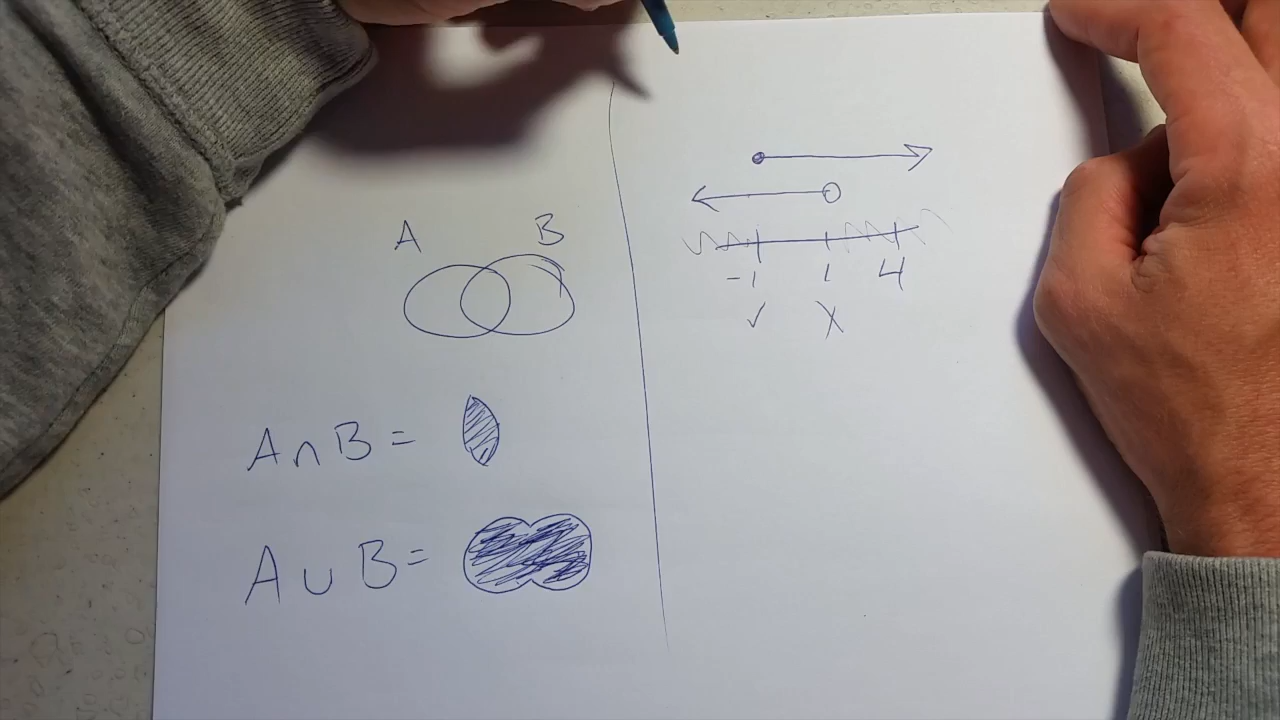 A B
A∩B =
A∪B =
-1 1 4
✓ X